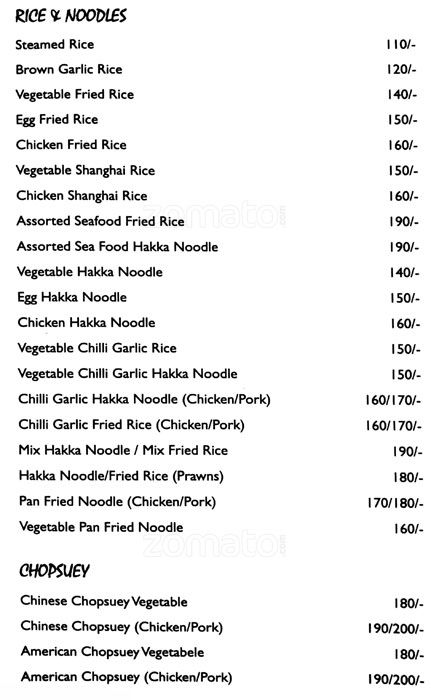 RICE & NOODLES
Steamed Rice 110/-
Brown Garlic Rice 120/-
Vegetable Fried Rice 140/-
Egg Fried Rice 150/-
Chicken Fried Rice 160/-
Vegetable Shanghai Rice 150/-
Chicken Shanghai Rice 160/-
zomato.com
Assorted Seafood Fried Rice 190/-
Assorted Sea Food Hakka Noodle 190/-
Vegetable Hakka Noodle 140/-
Egg Hakka Noodle 150/-
Chicken Hakka Noodle 160/-
Vegetable Chilli Garlic Rice 150/-
Vegetable Chilli Garlic Hakka Noodle 150/-
Chilli Garlic Hakka Noodle (Chicken/Pork) 160/170/-
Chilli Garlic Fried Rice (Chicken/Pork) 160/170/-
Mix Hakka Noodle / Mix Fried Rice 190/-
Hakka Noodle/Fried Rice (Prawns) 180/-
Pan Fried Noodle (Chicken/Pork) 170/180/-
Vegetable Pan Fried Noodle 160/-
zomato.com
CHOPSUEY
Chinese Chopsuey Vegetable 180/-
Chinese Chopsuey (Chicken/Pork) 190/200/-
American Chopsuey Vegetabele 180/-
American Chopsuey (Chicken/Pork) 190/200/-